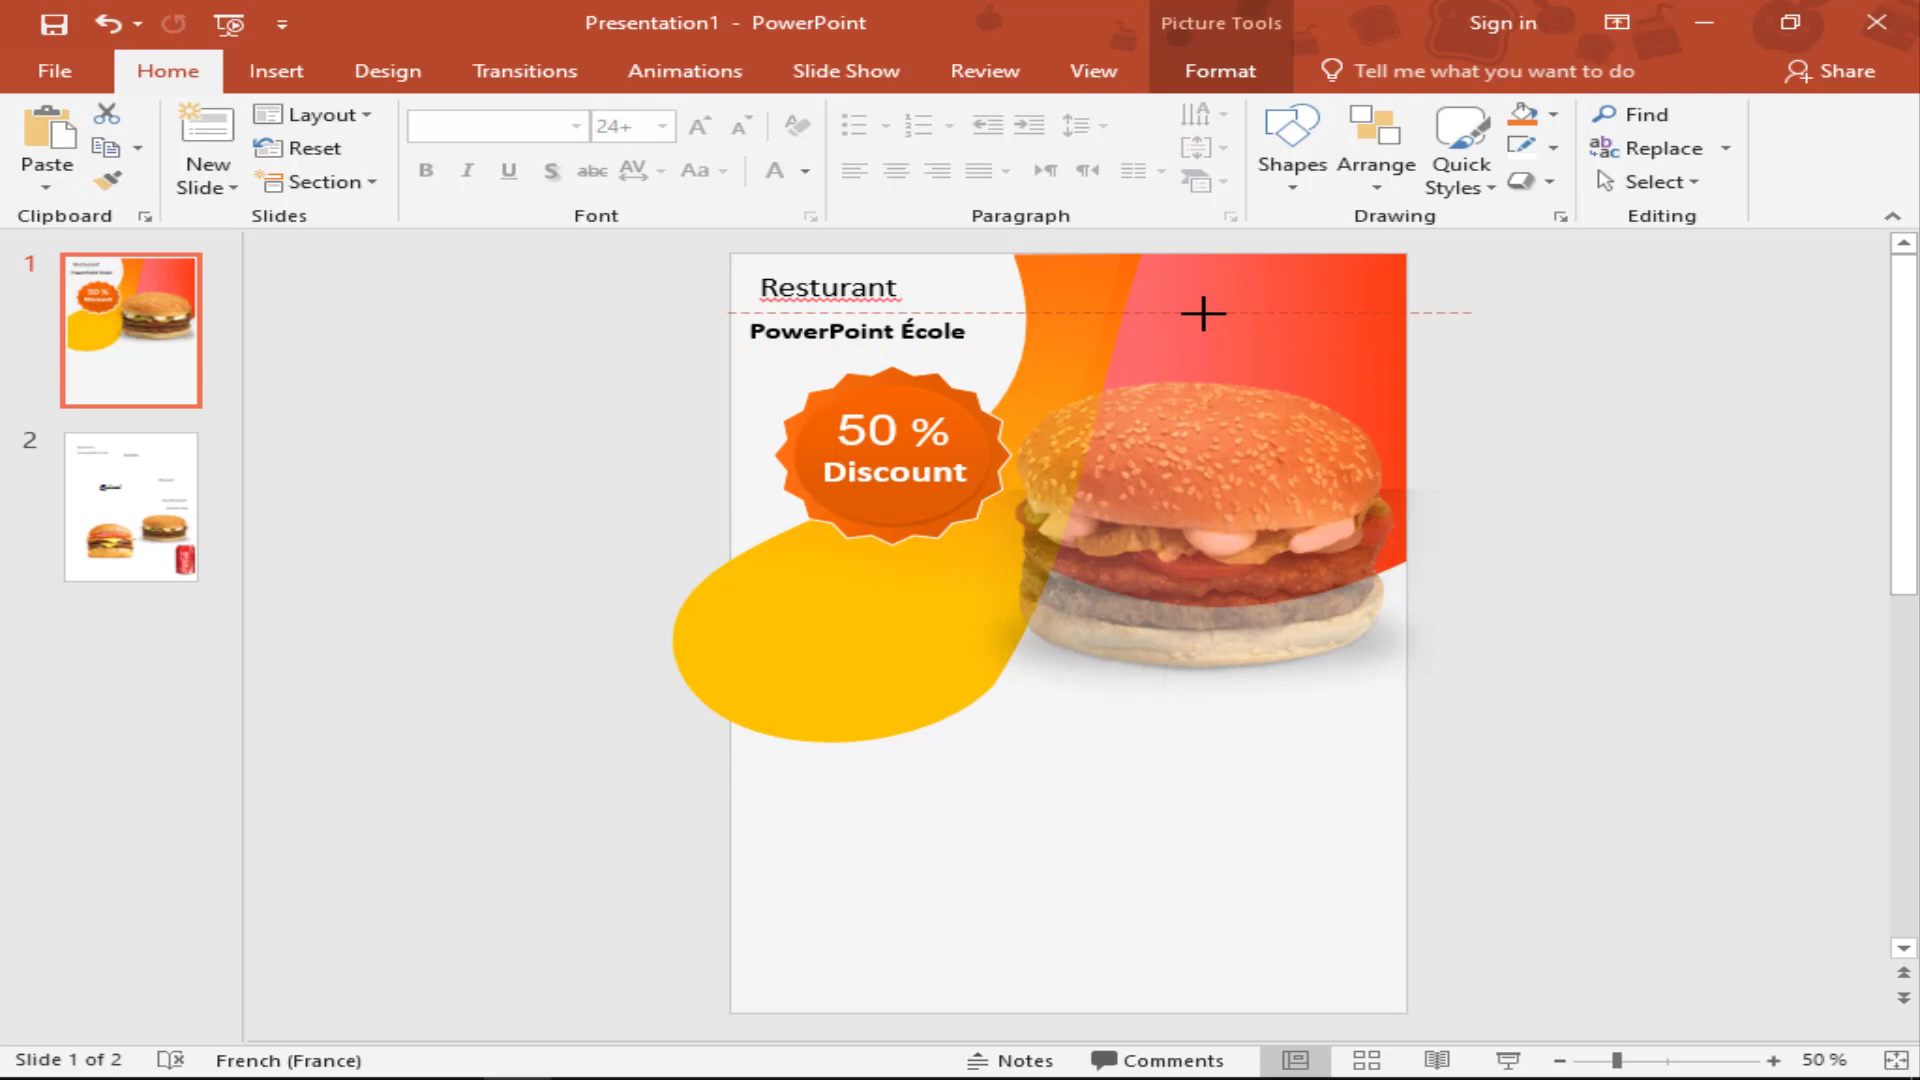 Presentation1 - PowerPoint
Picture Tools
Sign in
File
Home
Insert
Design
Transitions
Animations
Slide Show
Review
View
Format
Tell me what you want to do
Share
Paste
New
Slide
Layout
Reset
Section
24+
B I U S abc AV Aa A
Shapes
Arrange
Quick
Styles
Find
Replace
Select
Clipboard
Slides
Font
Paragraph
Drawing
Editing
1
2
Resturant
PowerPoint École
50 %
Discount
Slide 1 of 2
French (France)
Notes
Comments
50 %